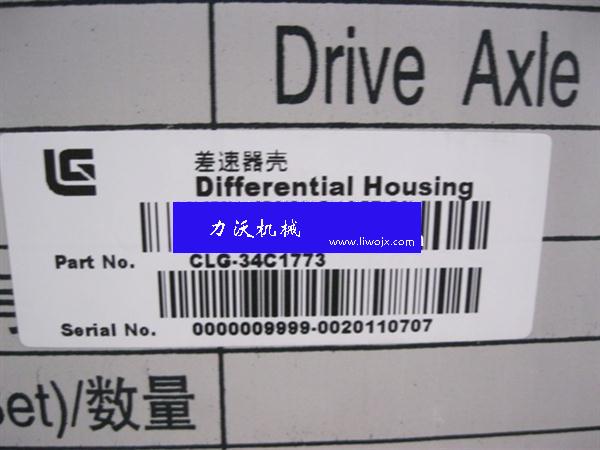 Drive Axle
差速器壳
Differential Housing
力沃机械
www.liwojx.com
Part No. CLG-34C1773
Serial No. 0000009999-0020110707
et)/数量